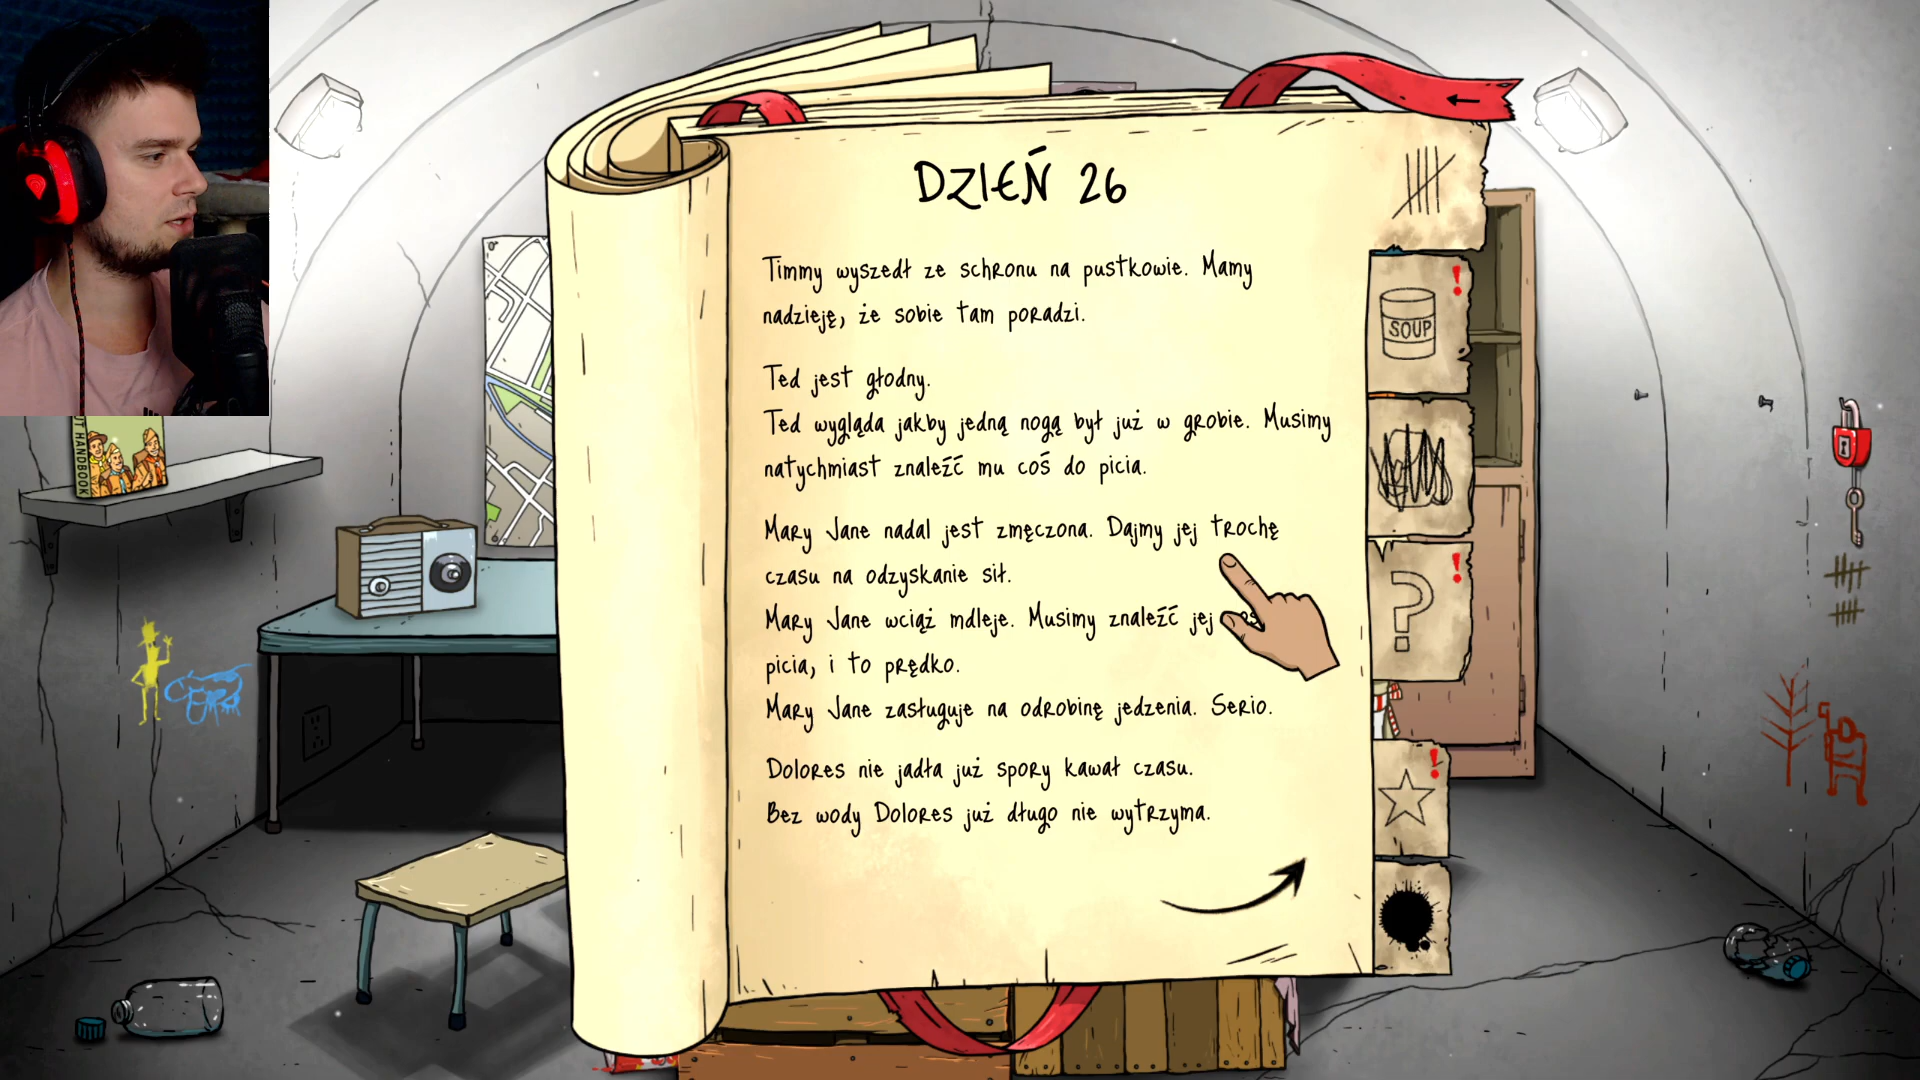 DZIEŃ 26
Timmy wyszedł ze schronu na pustkowie. Mamy
nadzieję, że sobie tam poradzi.
Ted jest głodny.
Ted wygląda jakby jedną nogą był już w grobie. Musimy
natychmiast znaleźć mu coś do picia.
Mary Jane nadal jest zmęczona. Dajmy jej trochę
czasu na odzyskanie sił.
Mary Jane wciąż mdleje. Musimy znaleźć jej
picia, i to prędko.
Mary Jane zasługuje na odrobinę jedzenia. Serio.
Dolores nie jadła już spory kawał czasu.
Bez wody Dolores już długo nie wytrzyma.
SOUP
?
HANDBOOK